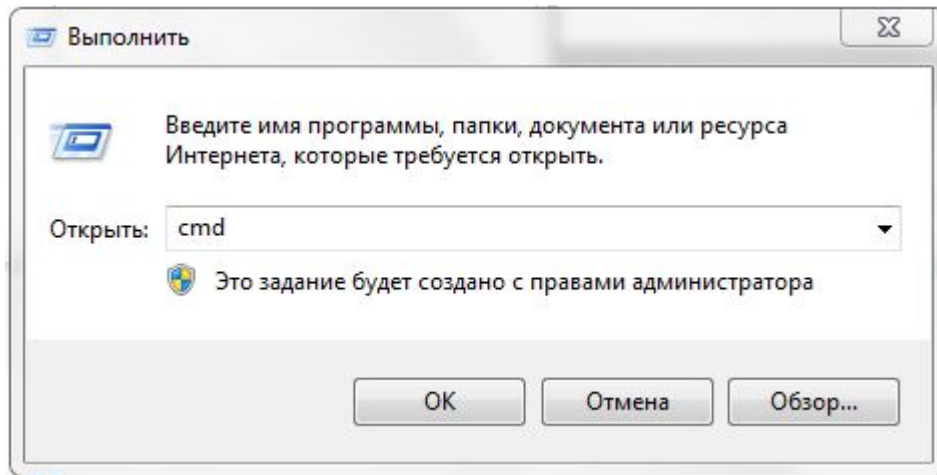 Выполнить
Введите имя программы, папки, документа или ресурса
Интернета, которые требуется открыть.
Открыть: cmd
Это задание будет создано с правами администратора
ОК Отмена Обзор...